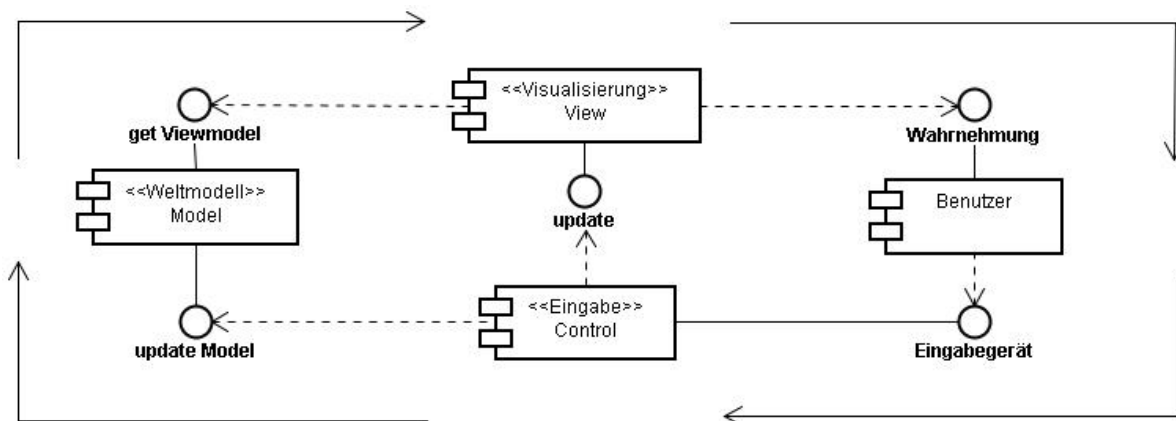 <<Visualisierung>>
View
get Viewmodel
Wahrnehmung
<<Weltmodell>>
Model
update
Benutzer
<<Eingabe>>
Control
update Model
Eingabegerät